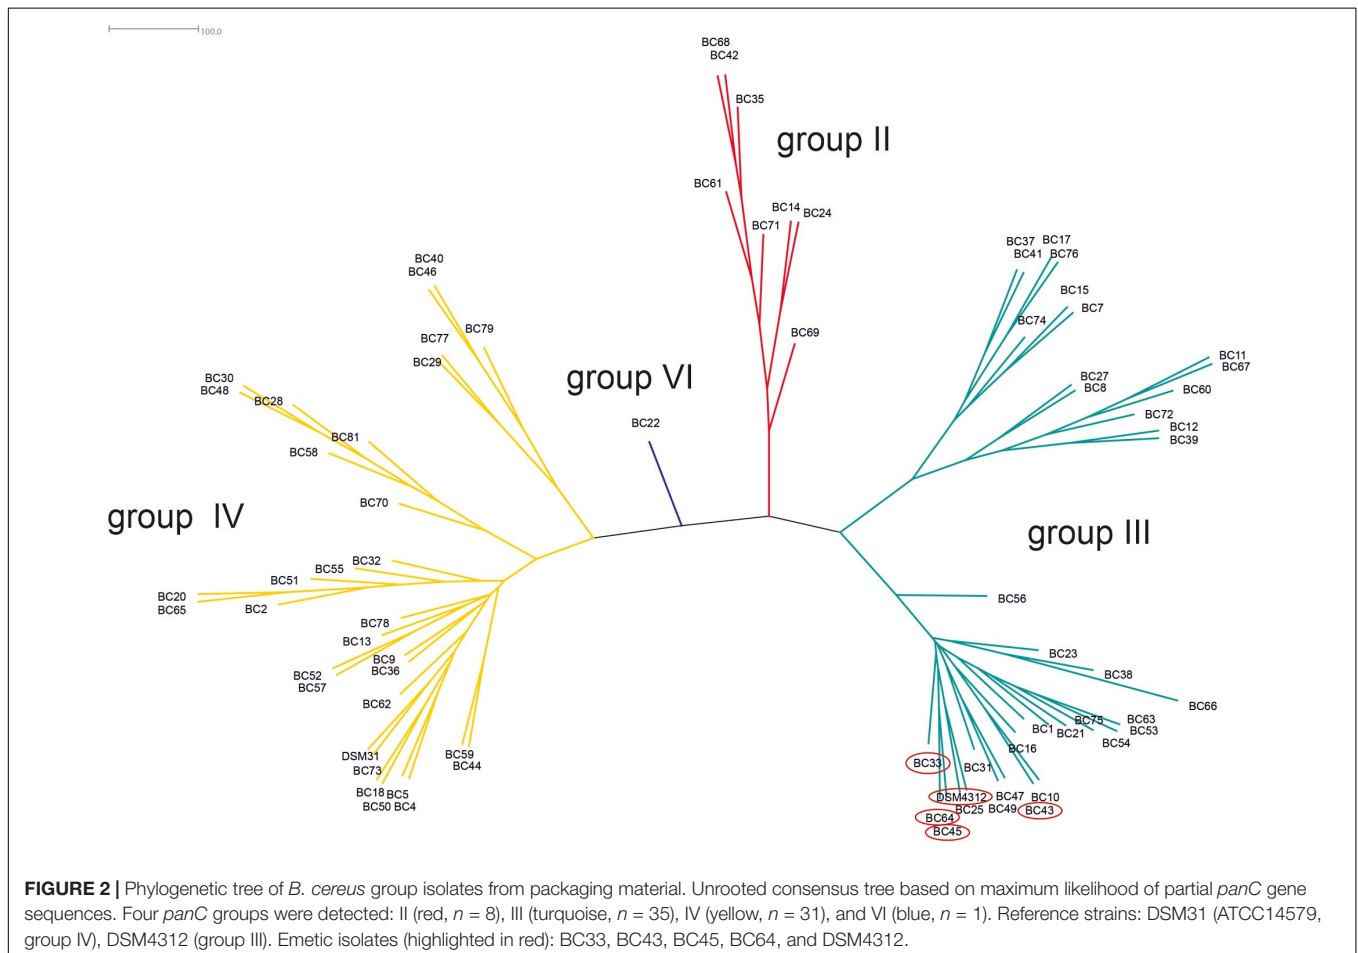 100.0
BC68
BC42
BC35
group II
BC61
BC14
BC24
BC71
BC69
BC37
BC17
BC41
BC76
BC15
BC7
BC74
BC11
BC67
BC27
BC8
BC60
BC72
BC12
BC39
BC40
BC46
BC79
BC77
BC29
group VI
BC22
BC30
BC48
BC28
BC81
BC58
BC70
group IV
group III
BC32
BC55
BC51
BC20
BC65
BC2
BC78
BC13
BC9
BC36
BC52
BC57
BC62
DSM31
BC73
BC18
BC5
BC50
BC4
BC59
BC44
BC56
BC23
BC38
BC66
BC63
BC53
BC54
BC75
BC21
BC1
BC16
BC31
BC33
DSM4312
BC25
BC47
BC49
BC10
BC43
BC64
BC45
FIGURE 2 | Phylogenetic tree of B. cereus group isolates from packaging material. Unrooted consensus tree based on maximum likelihood of partial panC gene
sequences. Four panC groups were detected: II (red, n = 8), III (turquoise, n = 35), IV (yellow, n = 31), and VI (blue, n = 1). Reference strains: DSM31 (ATCC14579,
group IV), DSM4312 (group III). Emetic isolates (highlighted in red): BC33, BC43, BC45, BC64, and DSM4312.